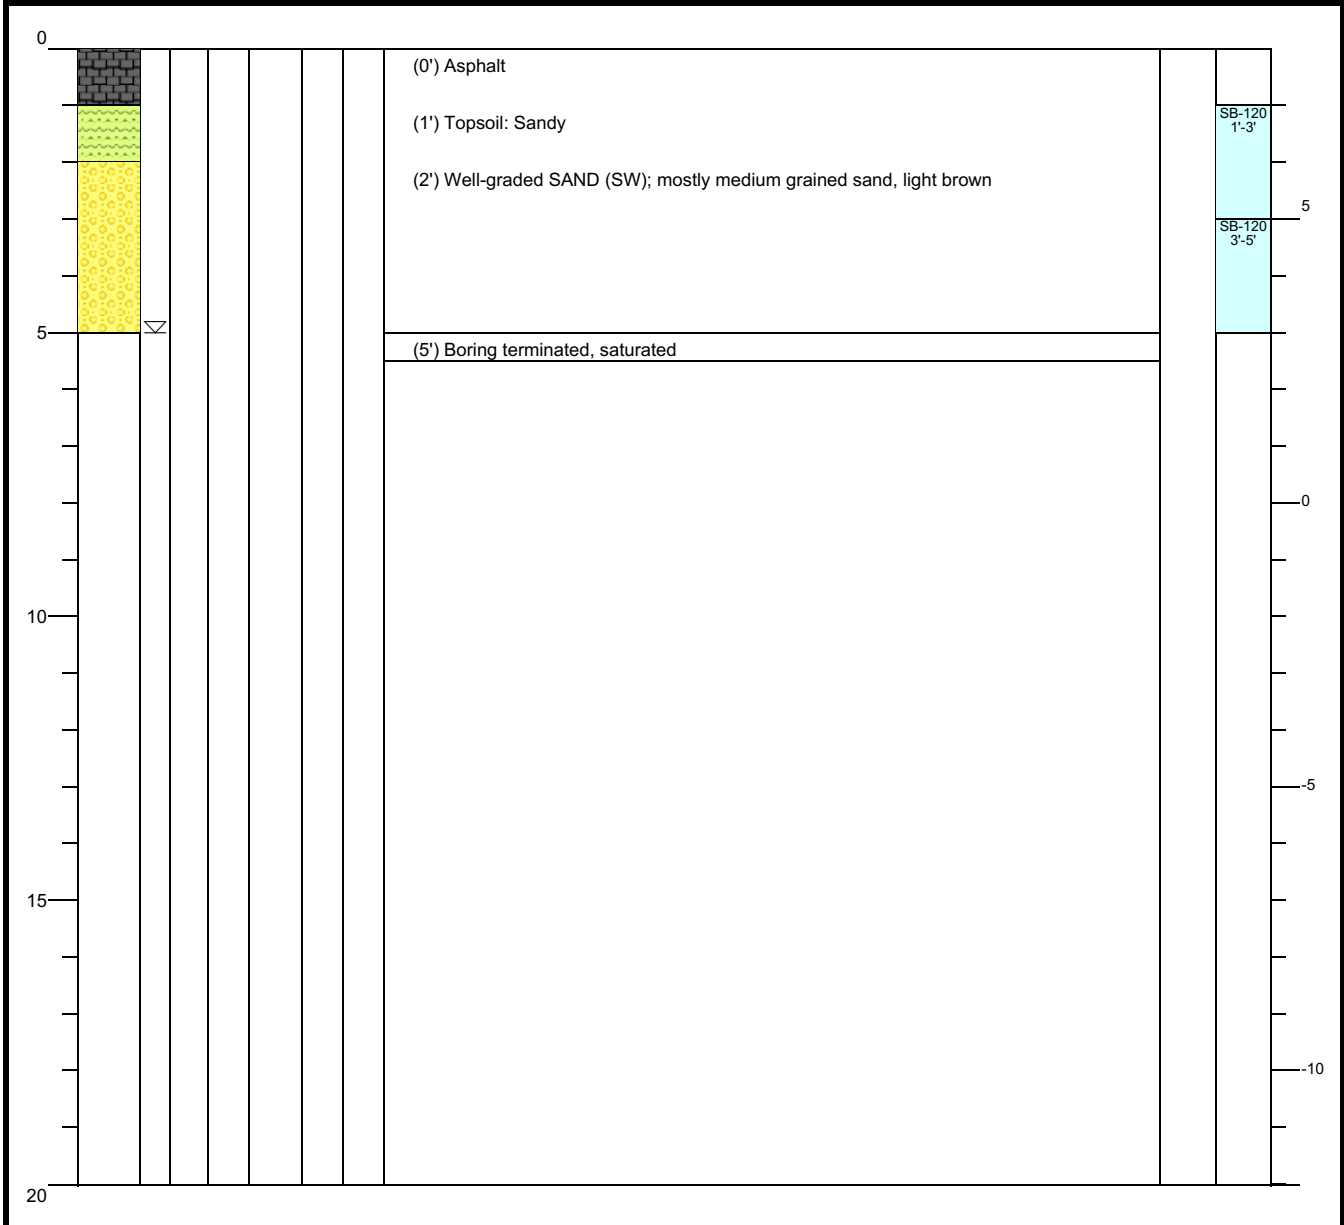 0
(0') Asphalt
(1') Topsoil: Sandy
SB-120
1'-3'
(2') Well-graded SAND (SW); mostly medium grained sand, light brown
5
SB-120
3'-5'
5
(5') Boring terminated, saturated
0
10
-5
15
-10
20